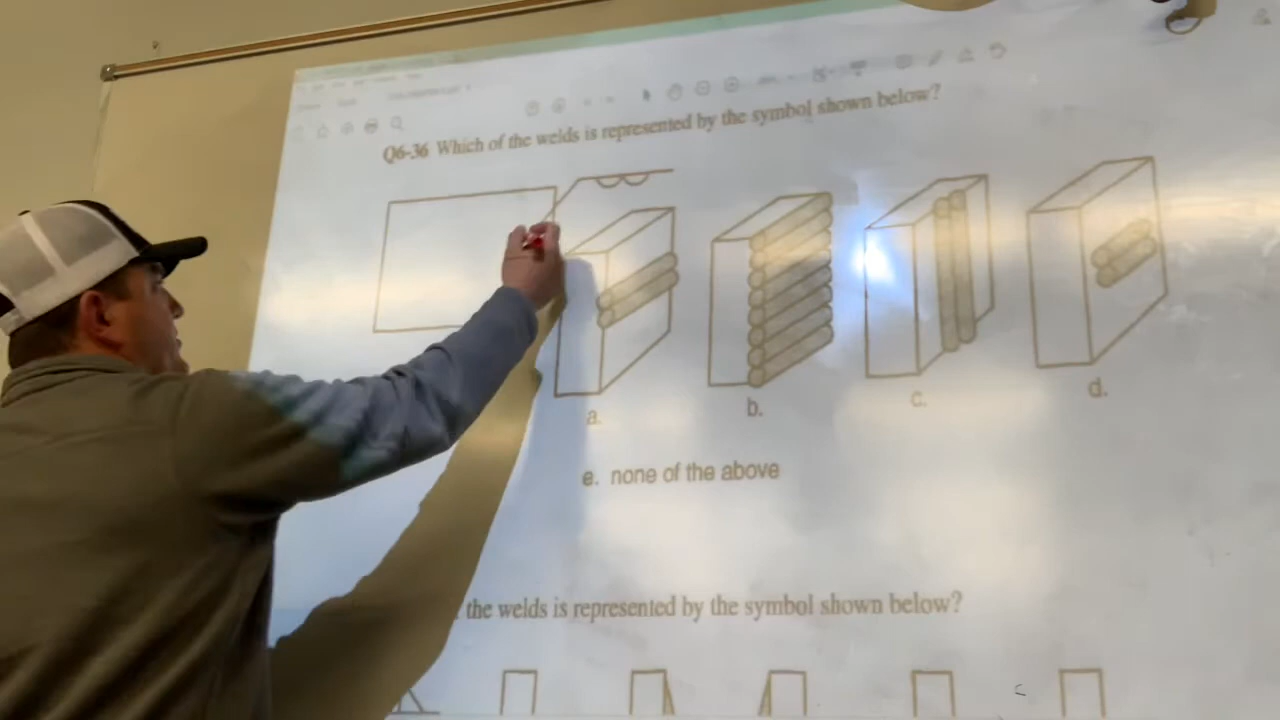 Q6-36 Which of the welds is represented by the symbol shown below?
a.
b.
c.
d.
e. none of the above
the welds is represented by the symbol shown below?